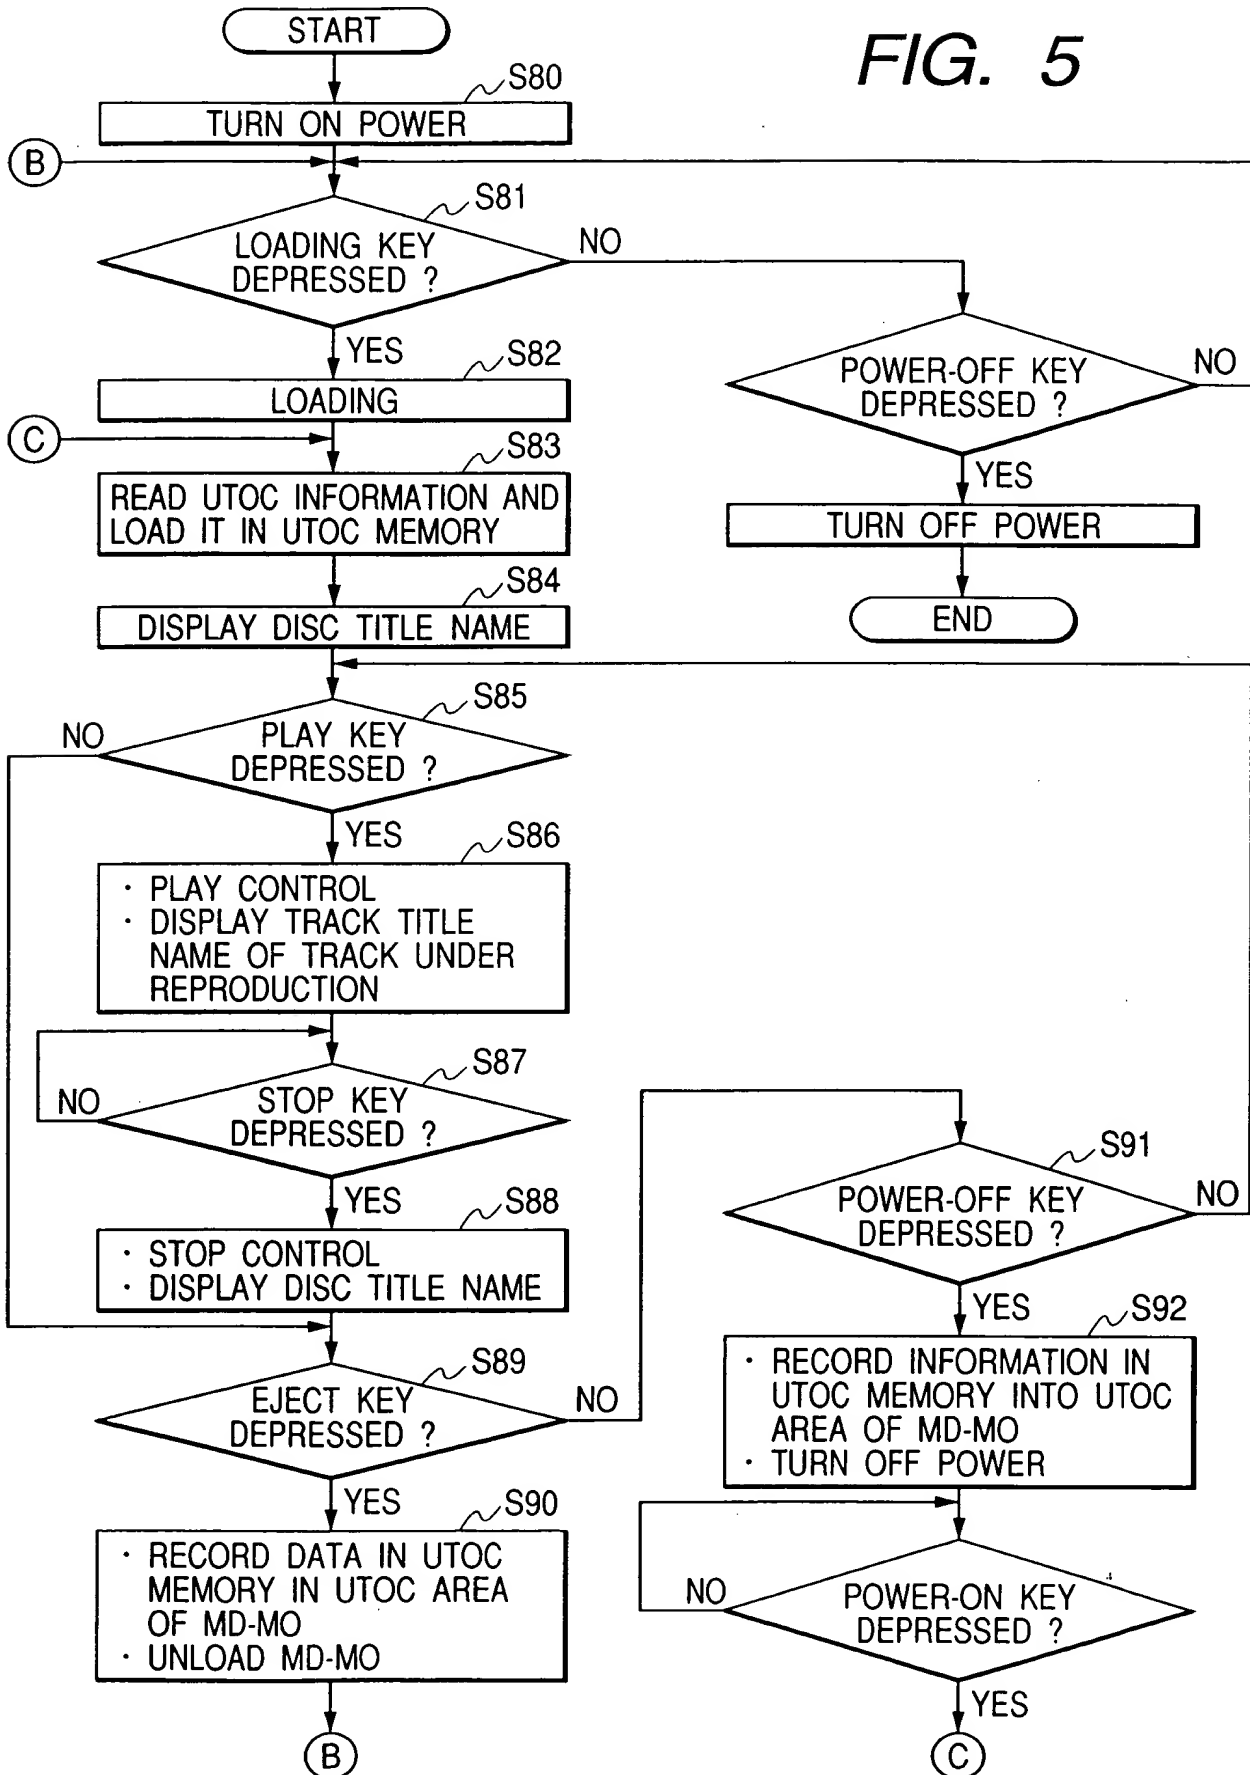 FIG. 5
START
S80
TURN ON POWER
B
S81
LOADING KEY
DEPRESSED ?
NO
YES
S82
LOADING
POWER-OFF KEY
DEPRESSED ?
NO
YES
TURN OFF POWER
END
C
S83
READ UTOC INFORMATION AND
LOAD IT IN UTOC MEMORY
S84
DISPLAY DISC TITLE NAME
S85
PLAY KEY
DEPRESSED ?
NO
YES
S86
· PLAY CONTROL
· DISPLAY TRACK TITLE
NAME OF TRACK UNDER
REPRODUCTION
S87
STOP KEY
DEPRESSED ?
NO
YES
S88
· STOP CONTROL
· DISPLAY DISC TITLE NAME
S89
EJECT KEY
DEPRESSED ?
NO
YES
S90
· RECORD DATA IN UTOC
MEMORY IN UTOC AREA
OF MD-MO
· UNLOAD MD-MO
B
S91
POWER-OFF KEY
DEPRESSED ?
NO
YES
S92
· RECORD INFORMATION IN
UTOC MEMORY INTO UTOC
AREA OF MD-MO
· TURN OFF POWER
POWER-ON KEY
DEPRESSED ?
NO
YES
C